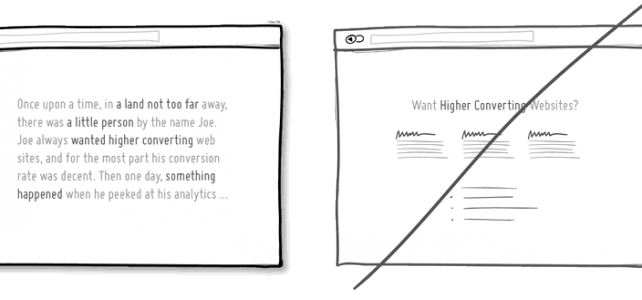 Once upon a time, in a land not too far away,
there was a little person by the name Joe.
Joe always wanted higher converting web
sites, and for the most part his conversion
rate was decent. Then one day, something
happened when he peeked at his analytics ...
Want Higher Converting Websites?